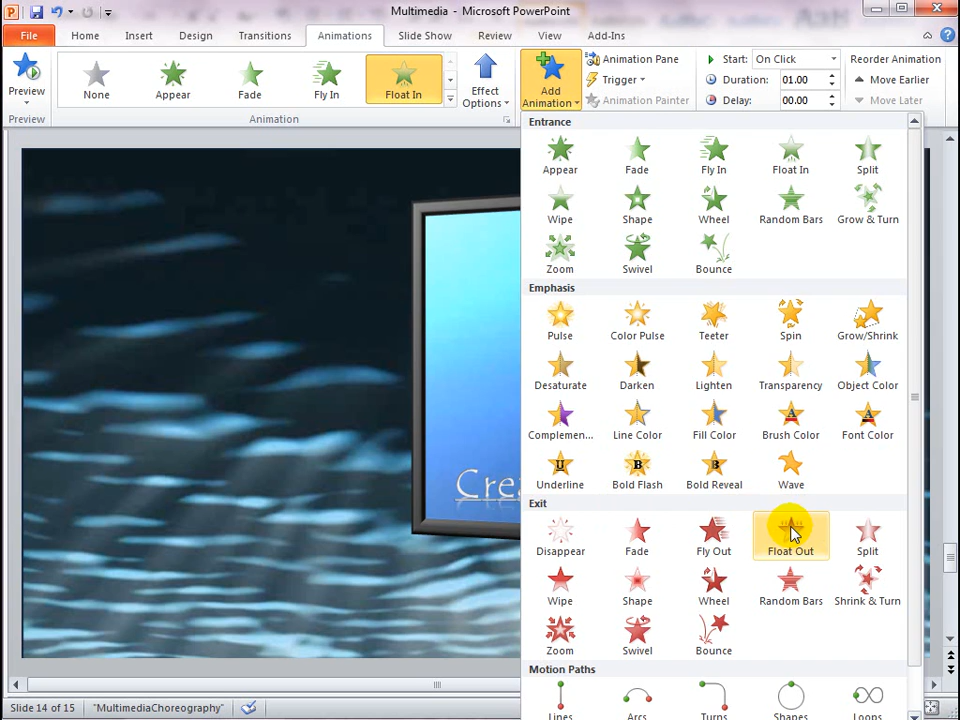 Multimedia - Microsoft PowerPoint
File Home Insert Design Transitions Animations Slide Show Review View Add-Ins
Preview
None Appear Fade Fly In Float In
Effect Options
Add Animation
Animation Pane
Trigger
Animation Painter
Start: On Click
Duration: 01.00
Delay: 00.00
Reorder Animation
Move Earlier
Move Later
Preview Animation
Entrance
Appear Fade Fly In Float In Split
Wipe Shape Wheel Random Bars Grow & Turn
Zoom Swivel Bounce
Emphasis
Pulse Color Pulse Teeter Spin Grow/Shrink
Desaturate Darken Lighten Transparency Object Color
Complemen... Line Color Fill Color Brush Color Font Color
Underline Bold Flash Bold Reveal Wave
Exit
Disappear Fade Fly Out Float Out Split
Wipe Shape Wheel Random Bars Shrink & Turn
Zoom Swivel Bounce
Motion Paths
Lines Arcs Turns Shapes Loops
Crea
Slide 14 of 15 "MultimediaChoreography"